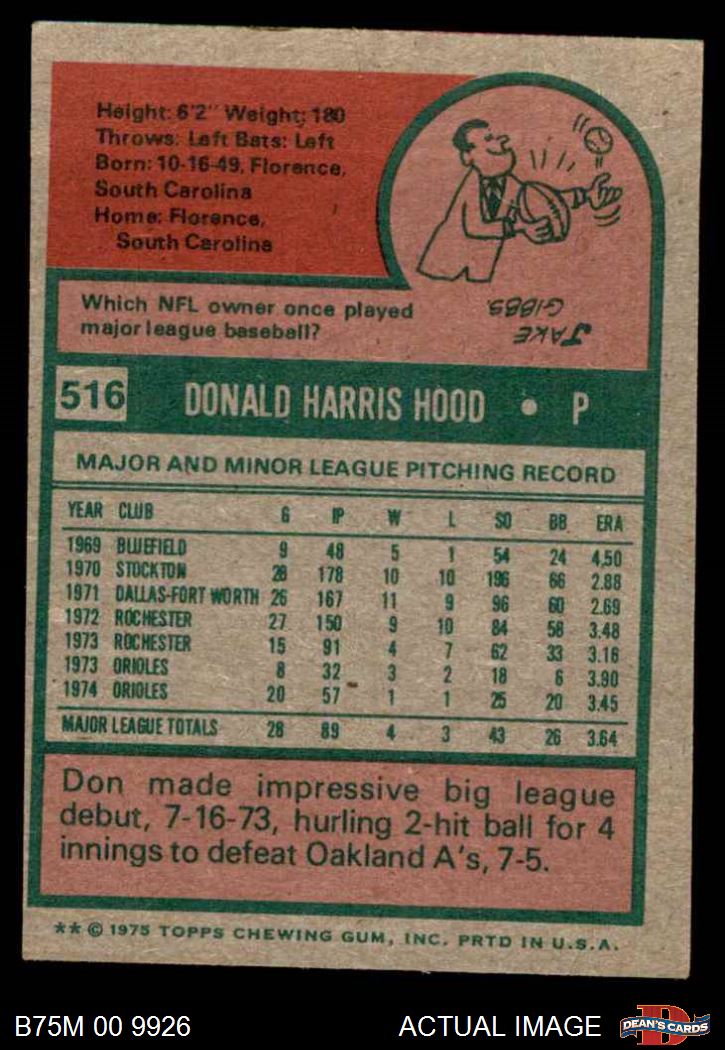 Height: 6'2" Weight: 180
Throws: Left Bats: Left
Born: 10-16-49, Florence,
South Carolina
Home: Florence,
South Carolina
Which NFL owner once played
major league baseball?
JAKE
GIBBS.
516 DONALD HARRIS HOOD • P
MAJOR AND MINOR LEAGUE PITCHING RECORD
YEAR CLUB G IP W L SO BB ERA
1969 BLUEFIELD 9 48 5 1 54 24 4.50
1970 STOCKTON 28 178 10 10 196 66 2.88
1971 DALLAS-FORT WORTH 26 167 11 9 96 60 2.69
1972 ROCHESTER 27 150 9 10 84 58 3.48
1973 ROCHESTER 15 91 4 7 62 33 3.16
1973 ORIOLES 8 32 3 2 18 6 3.90
1974 ORIOLES 20 57 1 1 25 20 3.45
MAJOR LEAGUE TOTALS 28 89 4 3 43 26 3.64
Don made impressive big league
debut, 7-16-73, hurling 2-hit ball for 4
innings to defeat Oakland A's, 7-5.
** © 1975 TOPPS CHEWING GUM, INC. PRTD IN U.S.A.
B75M 00 9926 ACTUAL IMAGE D DEAN'S CARDS